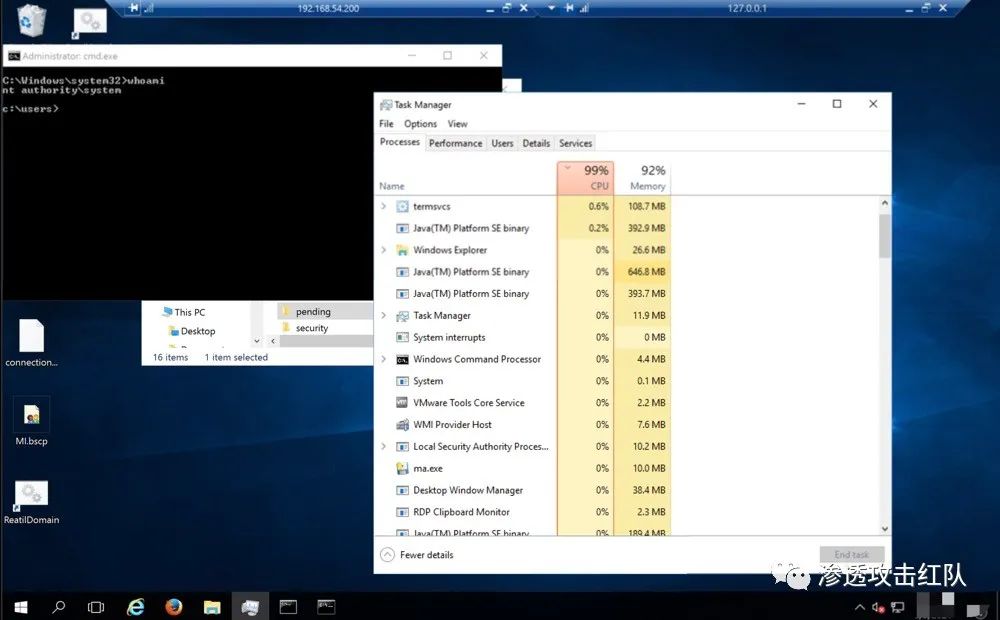 192.168.54.200
127.0.0.1
Administrator: cmd.exe
C:\Windows\system32>whoami
nt authority\system
c:\users>
This PC
Desktop
pending
security
16 items 1 item selected
connection...
MI.bscp
ReatilDomain
Task Manager
File Options View
Processes Performance Users Details Services
99% 92%
Name CPU Memory
termsvcs 0.6% 108.7 MB
Java(TM) Platform SE binary 0.2% 392.9 MB
Windows Explorer 0% 26.6 MB
Java(TM) Platform SE binary 0% 646.8 MB
Java(TM) Platform SE binary 0% 393.7 MB
Task Manager 0% 11.9 MB
System interrupts 0% 0 MB
Windows Command Processor 0% 4.4 MB
System 0% 0.1 MB
VMware Tools Core Service 0% 2.2 MB
WMI Provider Host 0% 7.6 MB
Local Security Authority Proces... 0% 10.2 MB
ma.exe 0% 10.0 MB
Desktop Window Manager 0% 38.4 MB
RDP Clipboard Monitor 0% 2.3 MB
Java(TM) Platform SE binary 0% 189.4 MB
Fewer details
End task
渗透攻击红队